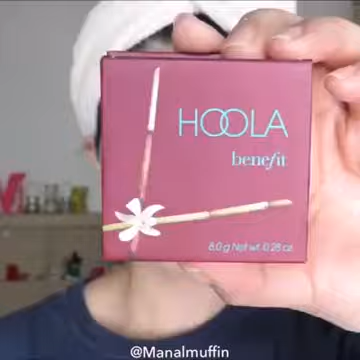 HOOLA
benefit
8.0 g Net wt. 0.28 oz.
@Manalmuffin